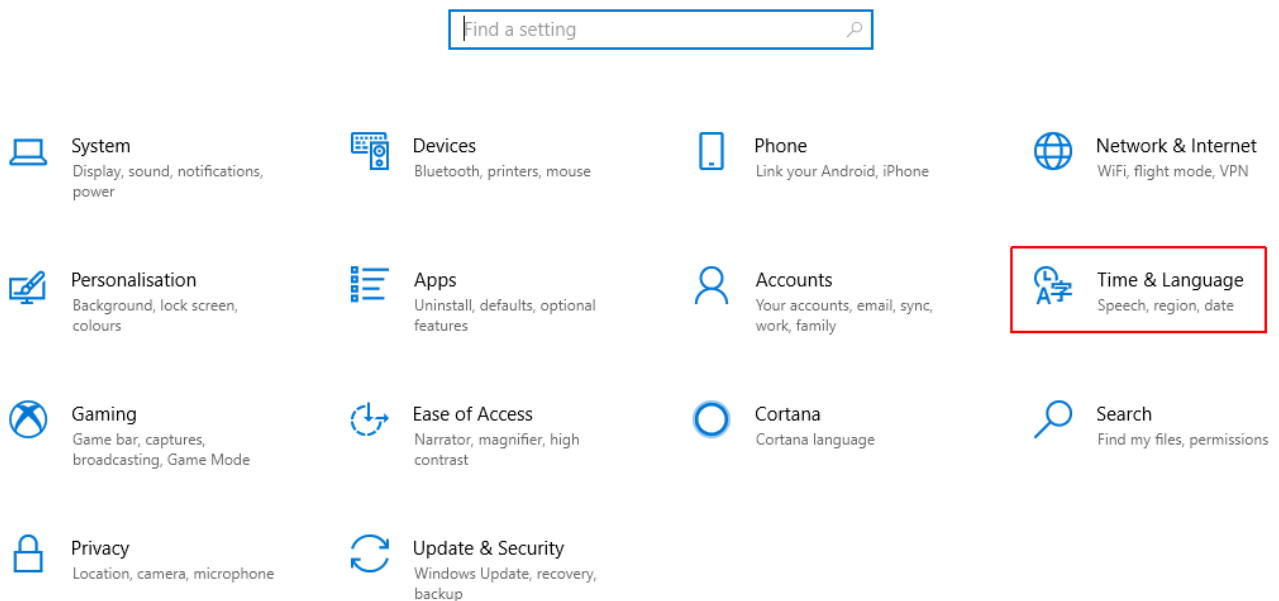 Find a setting
System
Display, sound, notifications,
power
Devices
Bluetooth, printers, mouse
Phone
Link your Android, iPhone
Network & Internet
WiFi, flight mode, VPN
Personalisation
Background, lock screen,
colours
Apps
Uninstall, defaults, optional
features
Accounts
Your accounts, email, sync,
work, family
Time & Language
Speech, region, date
Gaming
Game bar, captures,
broadcasting, Game Mode
Ease of Access
Narrator, magnifier, high
contrast
Cortana
Cortana language
Search
Find my files, permissions
Privacy
Location, camera, microphone
Update & Security
Windows Update, recovery,
backup